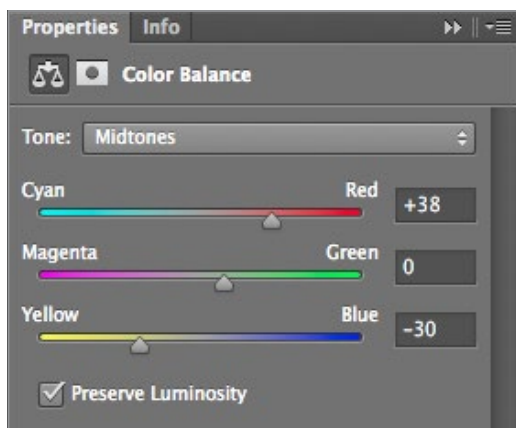 Properties Info
Color Balance
Tone: Midtones
Cyan Red +38
Magenta Green 0
Yellow Blue -30
Preserve Luminosity